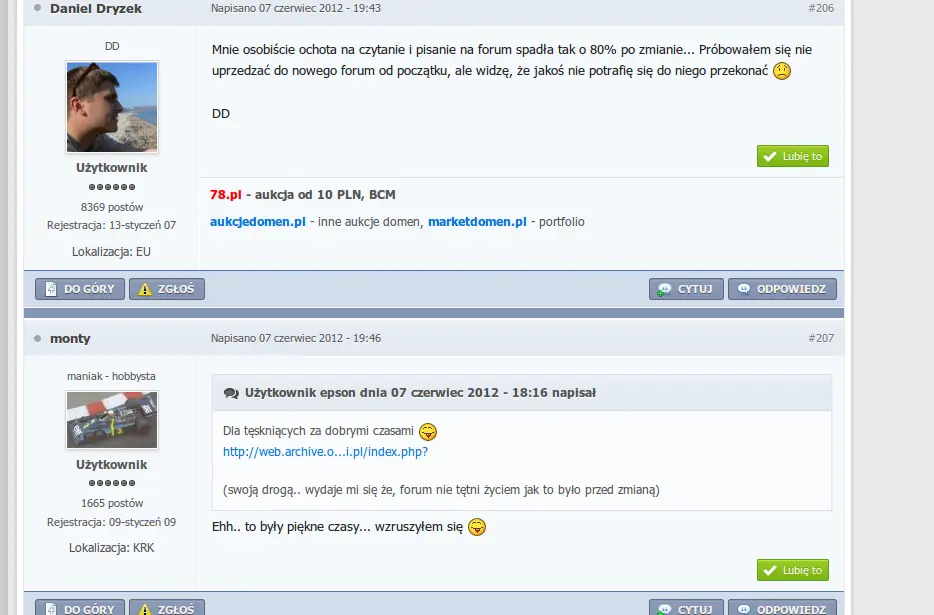 Daniel Dryzek
Napisano 07 czerwiec 2012 - 19:43
#206
DD
Użytkownik
8369 postów
Rejestracja: 13-styczeń 07
Lokalizacja: EU
Mnie osobiście ochota na czytanie i pisanie na forum spadła tak o 80% po zmianie... Próbowałem się nie
uprzedzać do nowego forum od początku, ale widzę, że jakoś nie potrafię się do niego przekonać
DD
Lubię to
78.pl - aukcja od 10 PLN, BCM
aukcjedomen.pl - inne aukcje domen, marketdomen.pl - portfolio
DO GÓRY
ZGŁOŚ
CYTUJ
ODPOWIEDZ
monty
Napisano 07 czerwiec 2012 - 19:46
#207
maniak - hobbysta
Użytkownik
1665 postów
Rejestracja: 09-styczeń 09
Lokalizacja: KRK
Użytkownik epson dnia 07 czerwiec 2012 - 18:16 napisał
Dla tęskniących za dobrymi czasami
http://web.archive.o...i.pl/index.php?
(swoją drogą.. wydaje mi się że, forum nie tętni życiem jak to było przed zmianą)
Ehh.. to były piękne czasy... wzruszyłem się
Lubię to
DO GÓRY
ZGŁOŚ
CYTUJ
ODPOWIEDZ